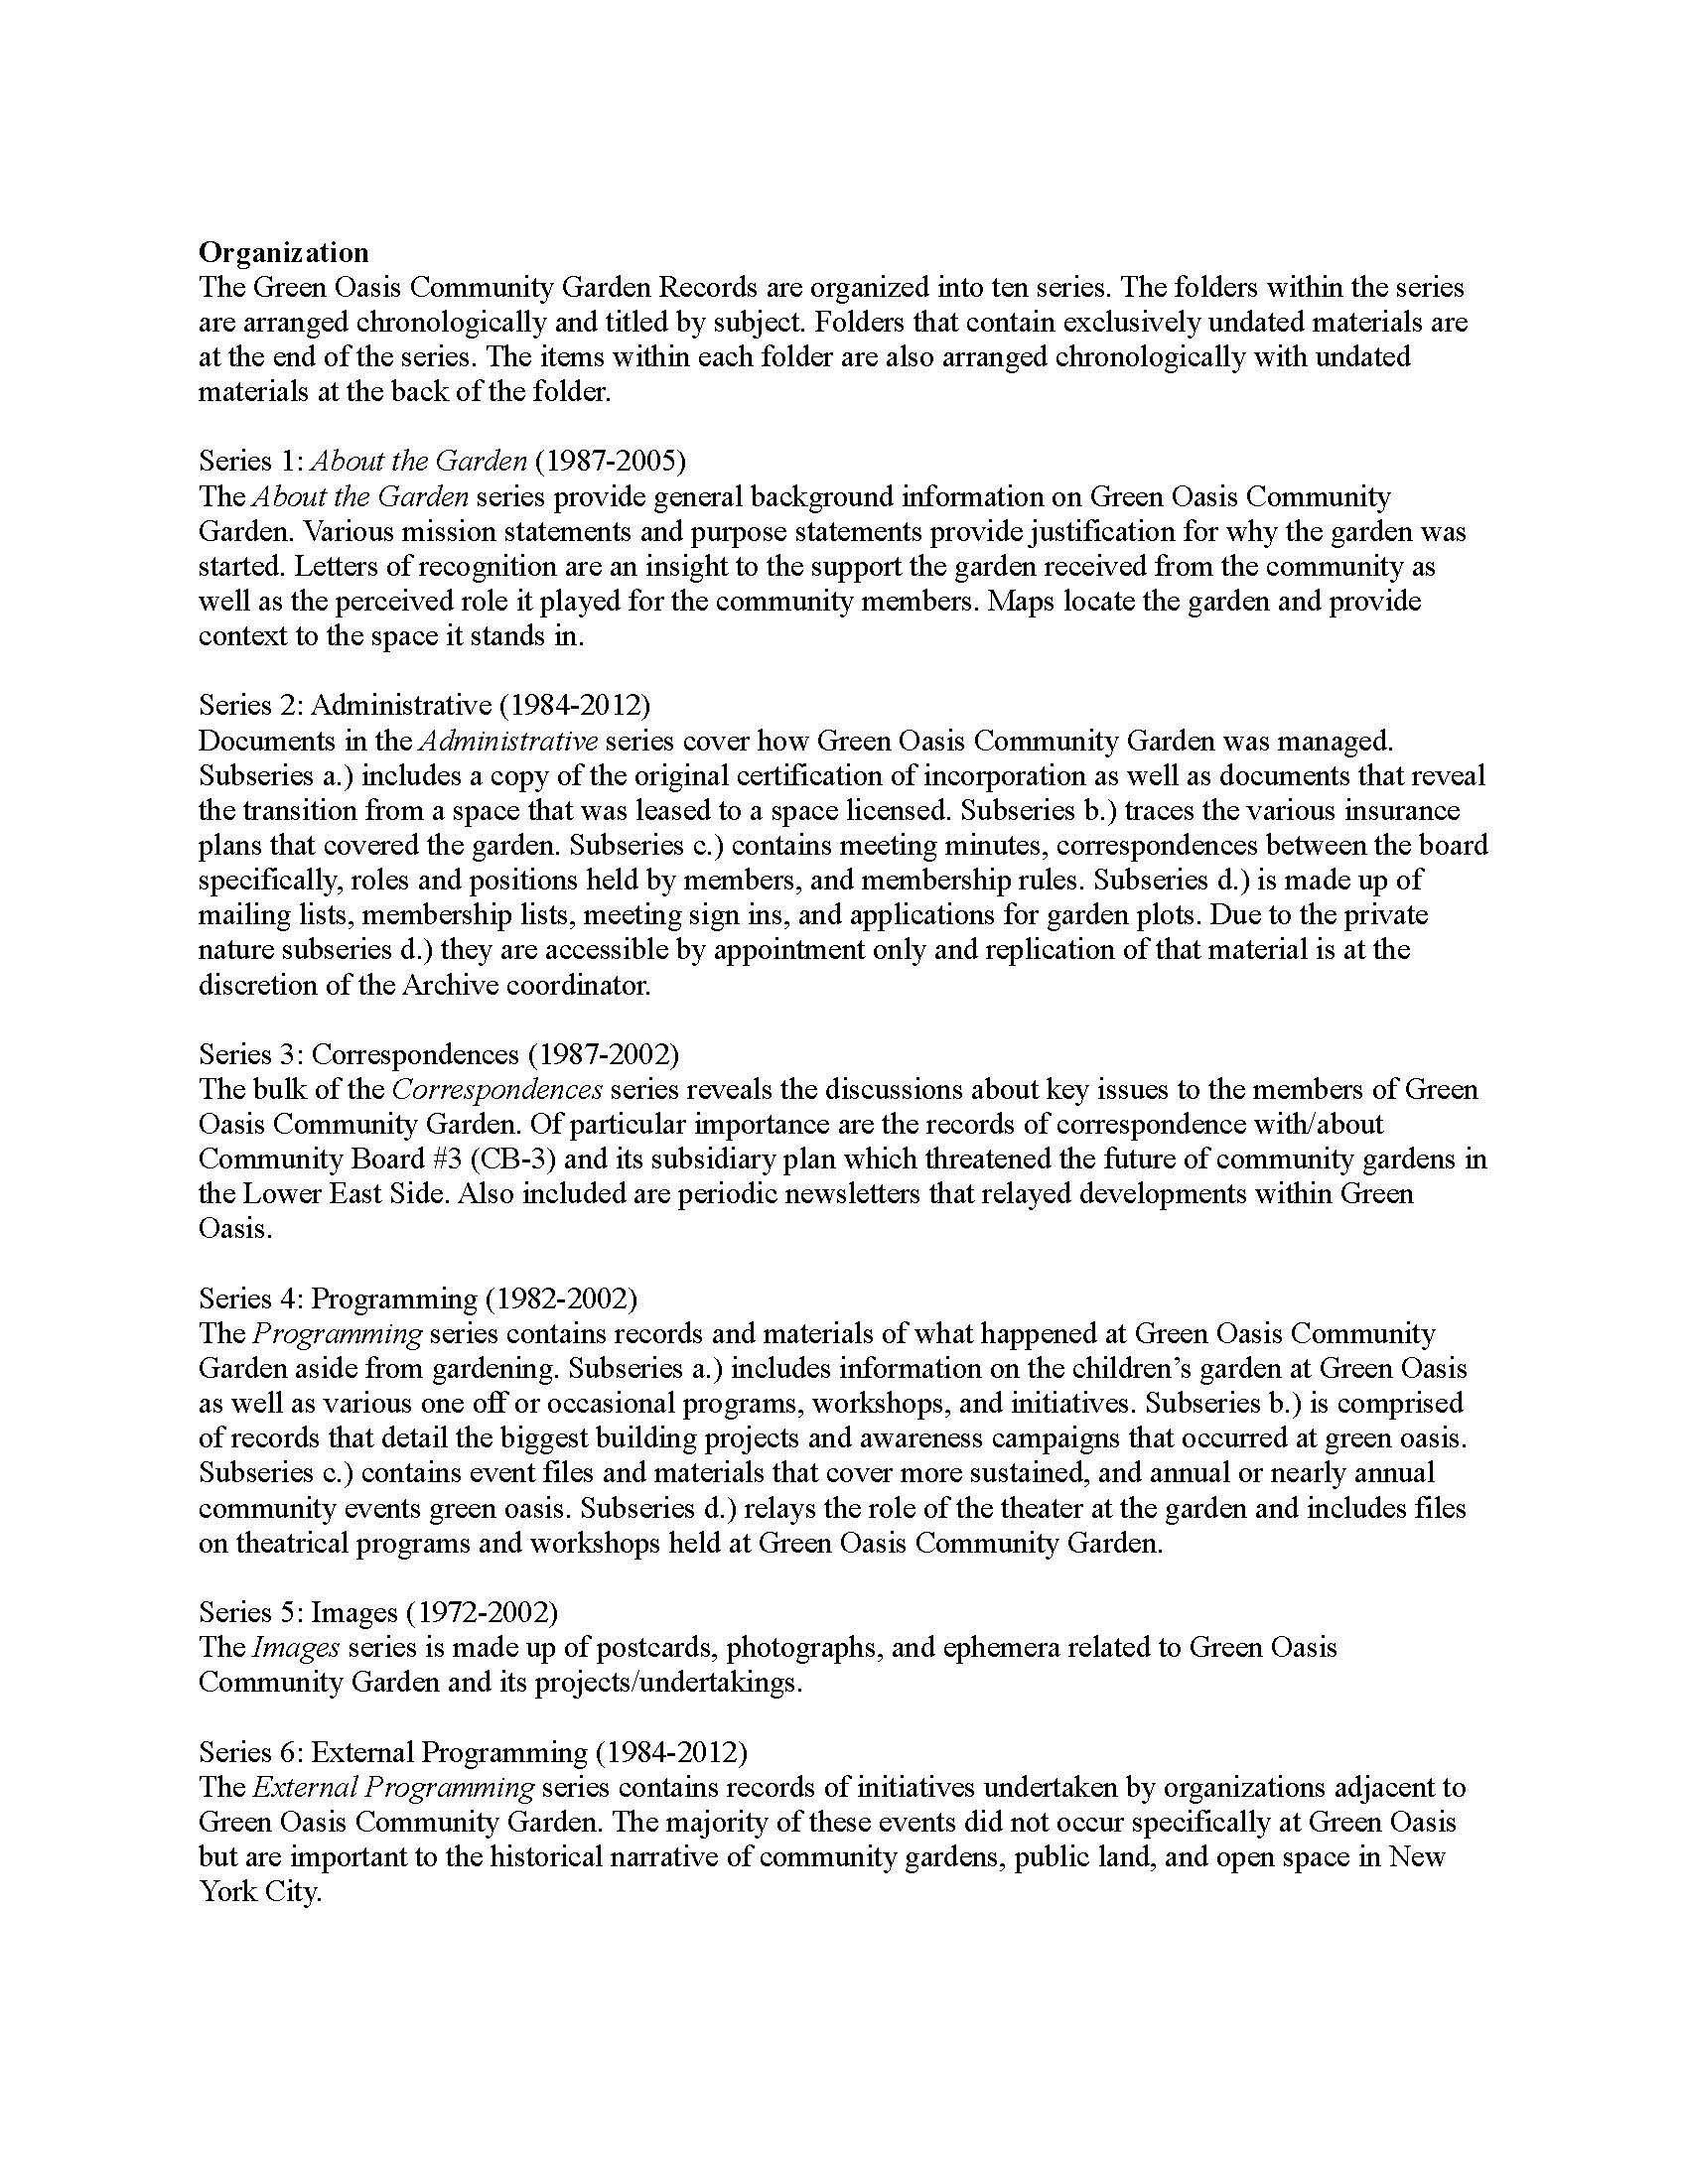 Organization
The Green Oasis Community Garden Records are organized into ten series. The folders within the series
are arranged chronologically and titled by subject. Folders that contain exclusively undated materials are
at the end of the series. The items within each folder are also arranged chronologically with undated
materials at the back of the folder.
Series 1: About the Garden (1987-2005)
The About the Garden series provide general background information on Green Oasis Community
Garden. Various mission statements and purpose statements provide justification for why the garden was
started. Letters of recognition are an insight to the support the garden received from the community as
well as the perceived role it played for the community members. Maps locate the garden and provide
context to the space it stands in.
Series 2: Administrative (1984-2012)
Documents in the Administrative series cover how Green Oasis Community Garden was managed.
Subseries a.) includes a copy of the original certification of incorporation as well as documents that reveal
the transition from a space that was leased to a space licensed. Subseries b.) traces the various insurance
plans that covered the garden. Subseries c.) contains meeting minutes, correspondences between the board
specifically, roles and positions held by members, and membership rules. Subseries d.) is made up of
mailing lists, membership lists, meeting sign ins, and applications for garden plots. Due to the private
nature subseries d.) they are accessible by appointment only and replication of that material is at the
discretion of the Archive coordinator.
Series 3: Correspondences (1987-2002)
The bulk of the Correspondences series reveals the discussions about key issues to the members of Green
Oasis Community Garden. Of particular importance are the records of correspondence with/about
Community Board #3 (CB-3) and its subsidiary plan which threatened the future of community gardens in
the Lower East Side. Also included are periodic newsletters that relayed developments within Green
Oasis.
Series 4: Programming (1982-2002)
The Programming series contains records and materials of what happened at Green Oasis Community
Garden aside from gardening. Subseries a.) includes information on the children’s garden at Green Oasis
as well as various one off or occasional programs, workshops, and initiatives. Subseries b.) is comprised
of records that detail the biggest building projects and awareness campaigns that occurred at green oasis.
Subseries c.) contains event files and materials that cover more sustained, and annual or nearly annual
community events green oasis. Subseries d.) relays the role of the theater at the garden and includes files
on theatrical programs and workshops held at Green Oasis Community Garden.
Series 5: Images (1972-2002)
The Images series is made up of postcards, photographs, and ephemera related to Green Oasis
Community Garden and its projects/undertakings.
Series 6: External Programming (1984-2012)
The External Programming series contains records of initiatives undertaken by organizations adjacent to
Green Oasis Community Garden. The majority of these events did not occur specifically at Green Oasis
but are important to the historical narrative of community gardens, public land, and open space in New
York City.